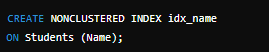 CREATE NONCLUSTERED INDEX idx_name
ON Students (Name);